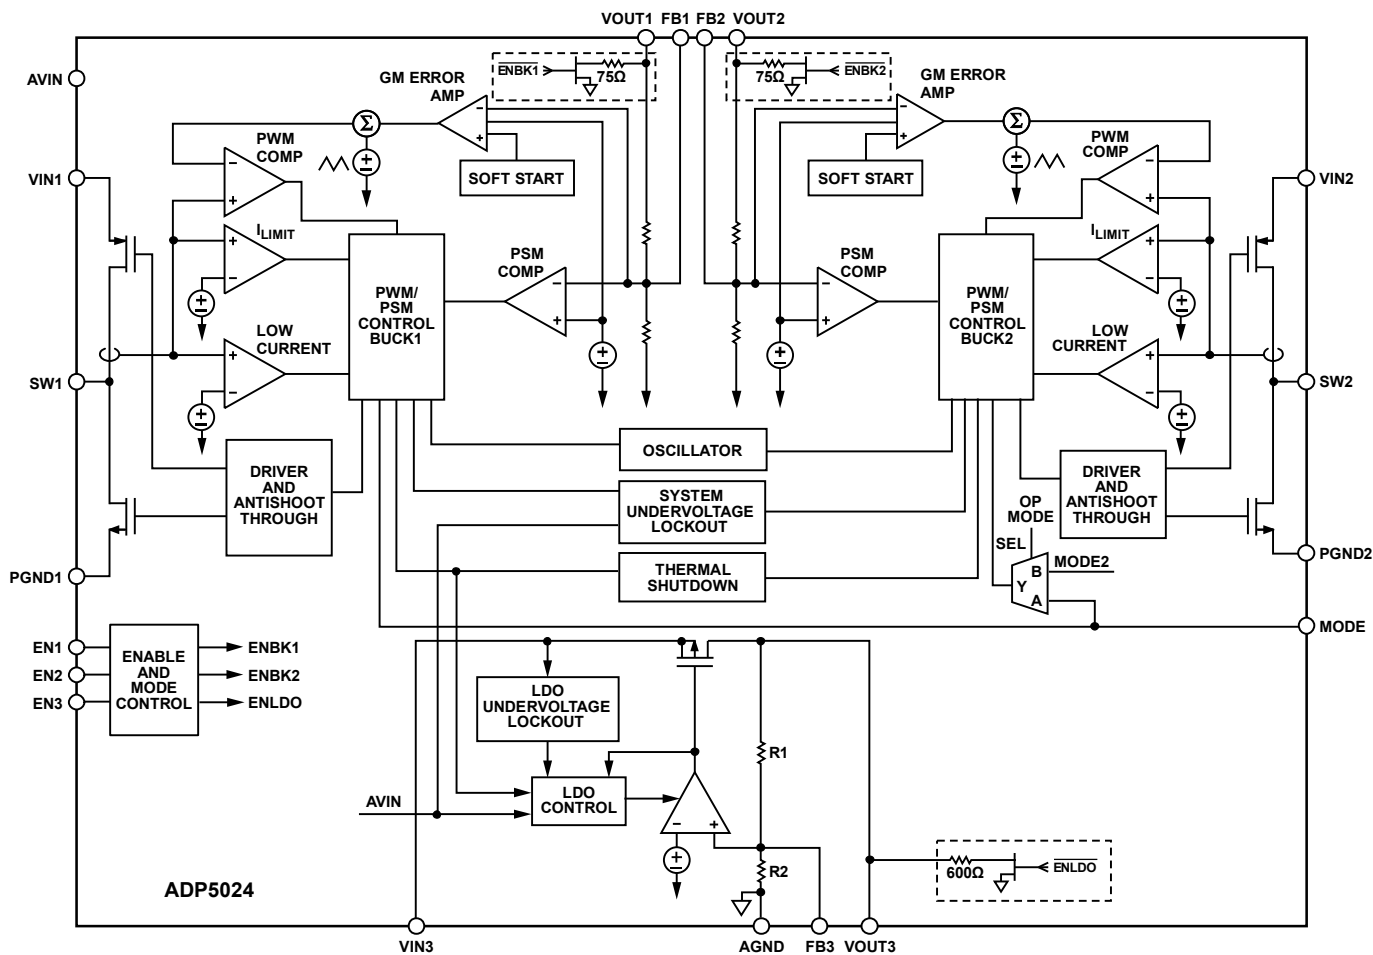 VOUT1 FB1 FB2 VOUT2
AVIN
ENBK1
75Ω
75Ω
ENBK2
GM ERROR
AMP
GM ERROR
AMP
Σ
Σ
PWM
COMP
PWM
COMP
SOFT START
SOFT START
VIN1
VIN2
ILIMIT
ILIMIT
PSM
COMP
PSM
COMP
PWM/
PSM
CONTROL
BUCK1
PWM/
PSM
CONTROL
BUCK2
LOW
CURRENT
LOW
CURRENT
SW1
SW2
OSCILLATOR
DRIVER
AND
ANTISHOOT
THROUGH
DRIVER
AND
ANTISHOOT
THROUGH
SYSTEM
UNDERVOLTAGE
LOCKOUT
OP
MODE
SEL
B
MODE2
Y
A
THERMAL
SHUTDOWN
PGND1
PGND2
MODE
EN1
EN2
EN3
ENABLE
AND
MODE
CONTROL
ENBK1
ENBK2
ENLDO
LDO
UNDERVOLTAGE
LOCKOUT
R1
AVIN
LDO
CONTROL
R2
600Ω
ENLDO
ADP5024
VIN3
AGND
FB3
VOUT3